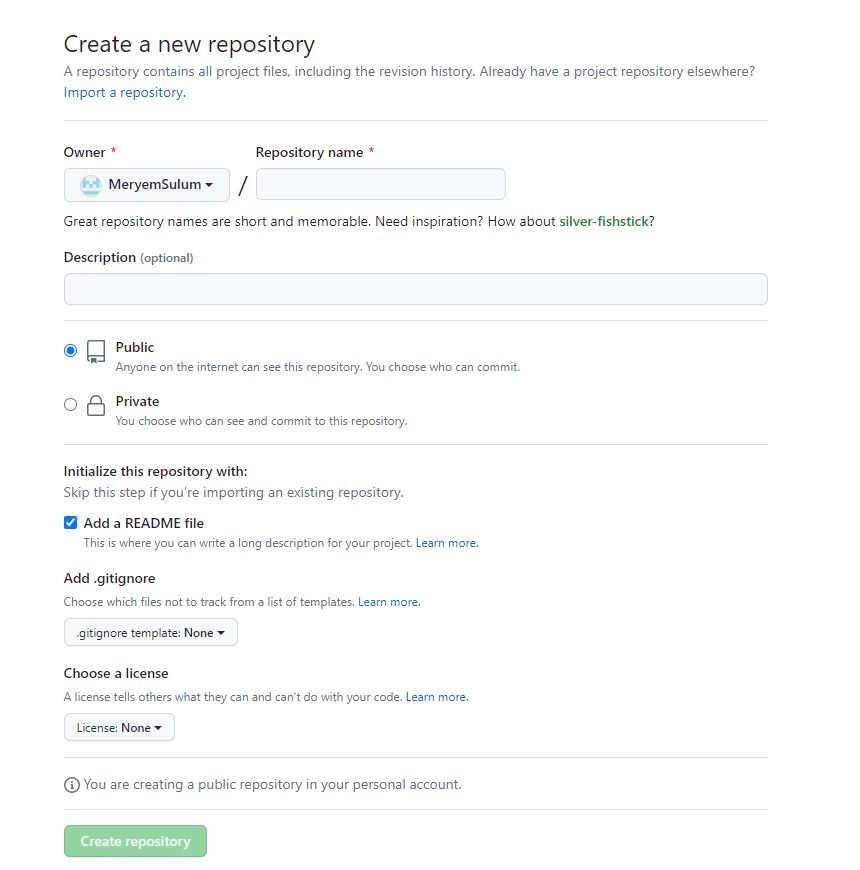 Create a new repository
A repository contains all project files, including the revision history. Already have a project repository elsewhere?
Import a repository.
Owner * Repository name *
MeryemSulum /
Great repository names are short and memorable. Need inspiration? How about silver-fishstick?
Description (optional)
Public
Anyone on the internet can see this repository. You choose who can commit.
Private
You choose who can see and commit to this repository.
Initialize this repository with:
Skip this step if you're importing an existing repository.
Add a README file
This is where you can write a long description for your project. Learn more.
Add .gitignore
Choose which files not to track from a list of templates. Learn more.
.gitignore template: None
Choose a license
A license tells others what they can and can't do with your code. Learn more.
License: None
You are creating a public repository in your personal account.
Create repository